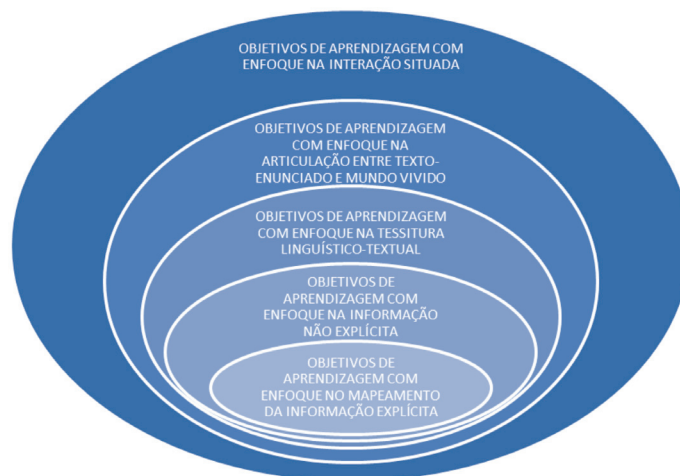 OBJETIVOS DE APRENDIZAGEM COM
ENFOQUE NA INTERAÇÃO SITUADA
OBJETIVOS DE APRENDIZAGEM
COM ENFOQUE NA
ARTICULAÇÃO ENTRE TEXTO-
ENUNCIADO E MUNDO VIVIDO
OBJETIVOS DE APRENDIZAGEM
COM ENFOQUE NA TESSITURA
LINGUÍSTICO-TEXTUAL
OBJETIVOS DE
APRENDIZAGEM COM
ENFOQUE NA INFORMAÇÃO
NÃO EXPLÍCITA
OBJETIVOS DE
APRENDIZAGEM COM
ENFOQUE NO MAPEAMENTO
DA INFORMAÇÃO EXPLÍCITA